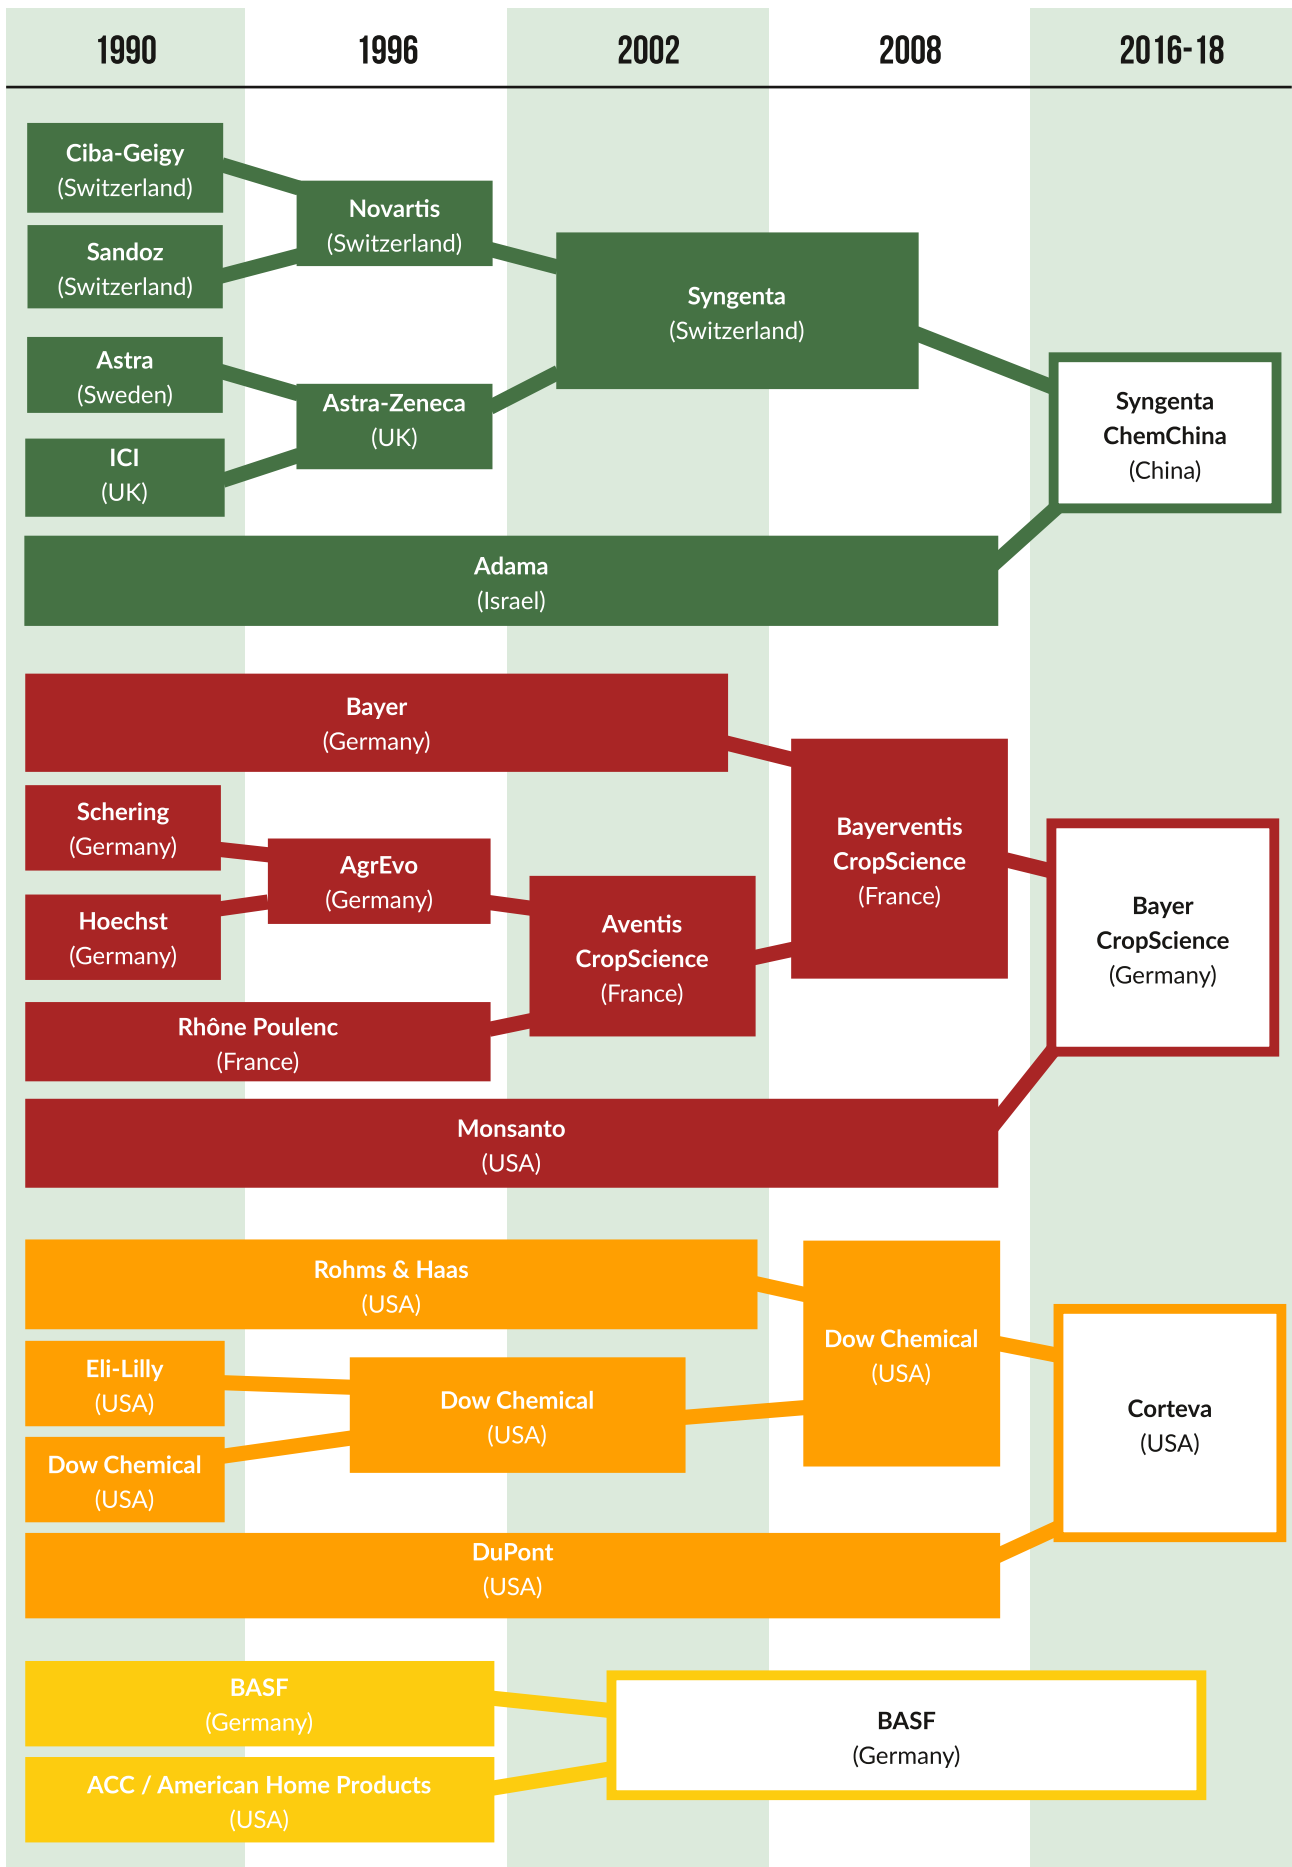 1990
1996
2002
2008
2016-18
Ciba-Geigy
(Switzerland)
Sandoz
(Switzerland)
Novartis
(Switzerland)
Astra
(Sweden)
ICI
(UK)
Astra-Zeneca
(UK)
Syngenta
(Switzerland)
Syngenta
ChemChina
(China)
Adama
(Israel)
Bayer
(Germany)
Schering
(Germany)
Hoechst
(Germany)
AgrEvo
(Germany)
Rhône Poulenc
(France)
Aventis
CropScience
(France)
Bayerventis
CropScience
(France)
Bayer
CropScience
(Germany)
Monsanto
(USA)
Rohms & Haas
(USA)
Eli-Lilly
(USA)
Dow Chemical
(USA)
Dow Chemical
(USA)
Dow Chemical
(USA)
Corteva
(USA)
DuPont
(USA)
BASF
(Germany)
ACC / American Home Products
(USA)
BASF
(Germany)